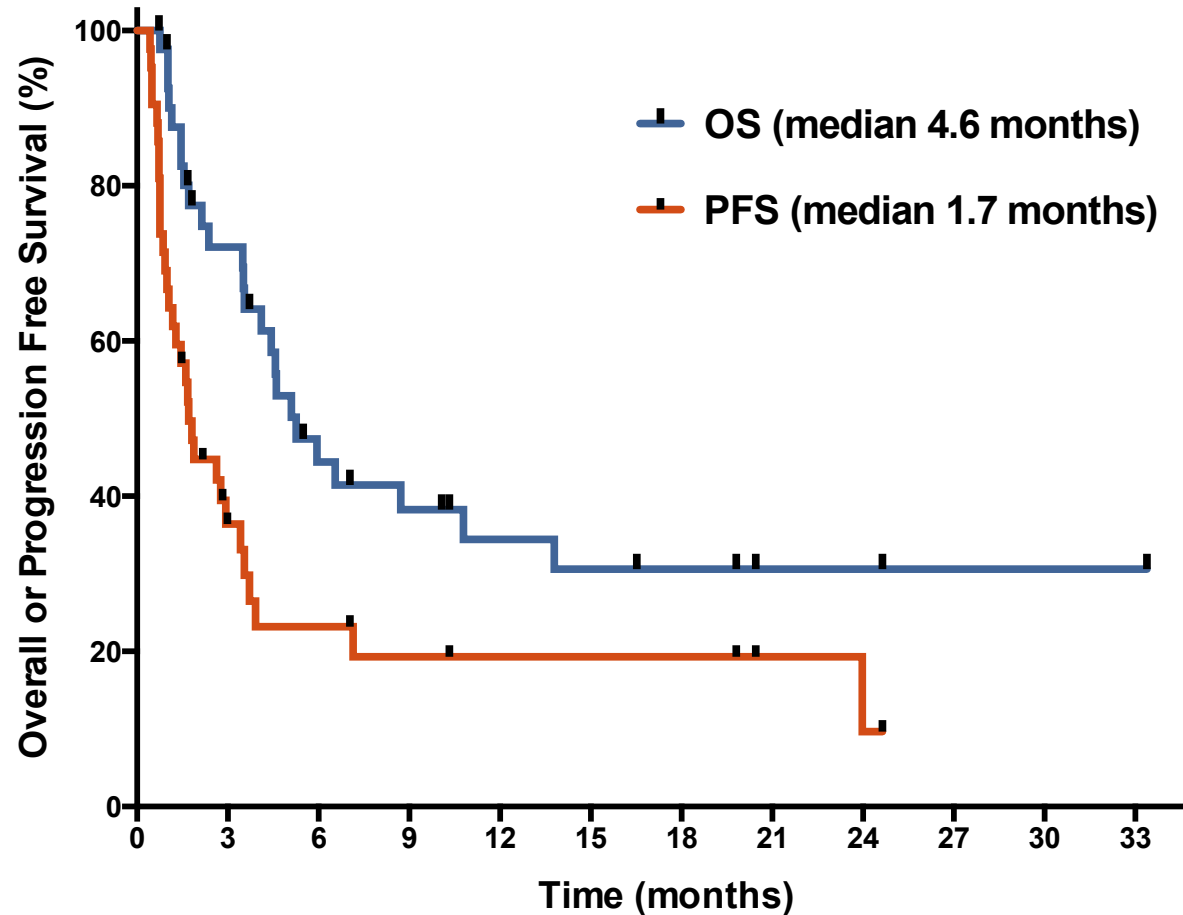 Overall or Progression Free Survival (%)
100
80
60
40
20
0
OS (median 4.6 months)
PFS (median 1.7 months)
0 3 6 9 12 15 18 21 24 27 30 33
Time (months)